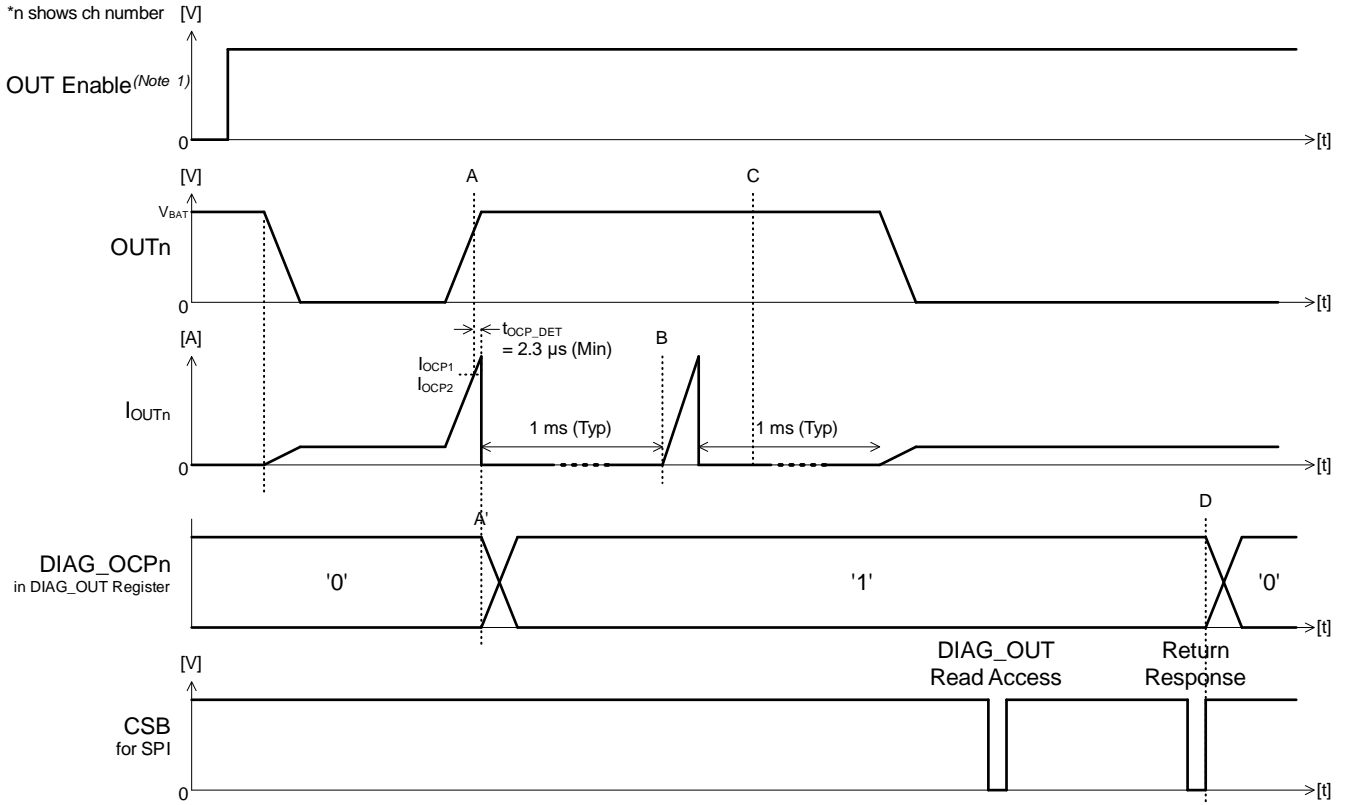 *n shows ch number [V]
OUT Enable(Note 1)
0
[t]
[V]
A
C
VBAT
OUTn
0
[t]
[A]
tOCP_DET
= 2.3 µs (Min)
B
IOCP1
IOCP2
IOUTn
1 ms (Typ)
1 ms (Typ)
0
[t]
D
A'
DIAG_OCPn
in DIAG_OUT Register
'0'
'1'
'0'
[t]
[V]
DIAG_OUT
Read Access
Return
Response
CSB
for SPI
0
[t]